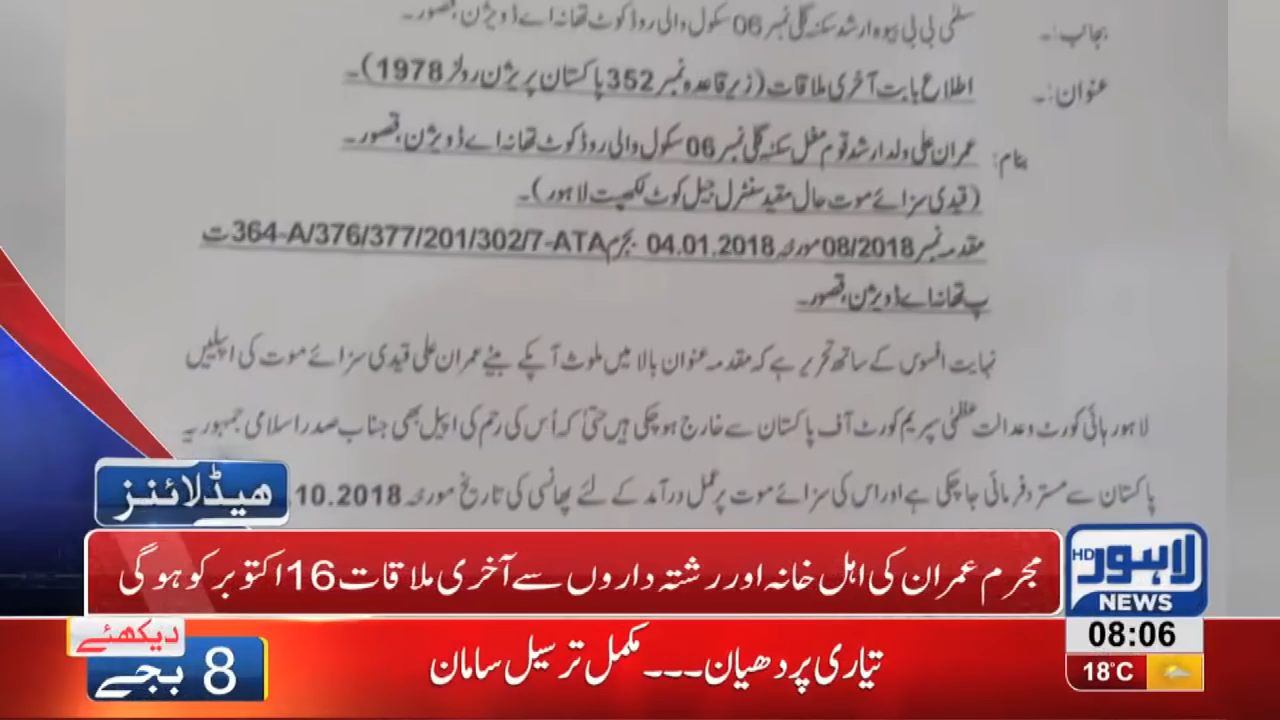 بجانب:۔ سلمیٰ بی بی بیوہ ارشد سکنہ گلی نمبر 06 سکول والی روڈ کوٹ تھانہ اے ڈویژن، قصور۔
عنوان:۔ اطلاع بابت آخری ملاقات (زیر قاعدہ نمبر 352 پاکستان پریژن رولز 1978)۔
بنام: عمران علی ولد ارشد قوم مغل سکنہ گلی نمبر 06 سکول والی روڈ کوٹ تھانہ اے ڈویژن، قصور۔
(قیدی سزائے موت حال مقید سنٹرل جیل کوٹ لکھپت لاہور)۔
مقدمہ نمبر 08/2018 مورخہ 04.01.2018 بجرم 364-A/376/377/201/302/7-ATA ت
پ تھانہ اے ڈویژن، قصور۔
نہایت افسوس کے ساتھ تحریر ہے کہ مقدمہ عنوان بالا میں ملوث آپکے بیٹے عمران علی قیدی سزائے موت کی اپیلیں
لاہور ہائی کورٹ و عدالت عظمیٰ سپریم کورٹ آف پاکستان سے خارج ہو چکی ہیں حتیٰ کہ اُس کی رحم کی اپیل بھی جناب صدر اسلامی جمہوریہ
پاکستان سے مسترد فرمائی جا چکی ہے اور اس کی سزائے موت پر عمل درآمد کے لئے پھانسی کی تاریخ مورخہ 10.2018
ہیڈلائنز
مجرم عمران کی اہل خانہ اور رشتہ داروں سے آخری ملاقات 16 اکتوبر کو ہوگی
لاہور HD
NEWS
08:06
18°C
دیکھئے
8 بجے
تیاری پر دھیان۔۔۔ مکمل ترسیل سامان